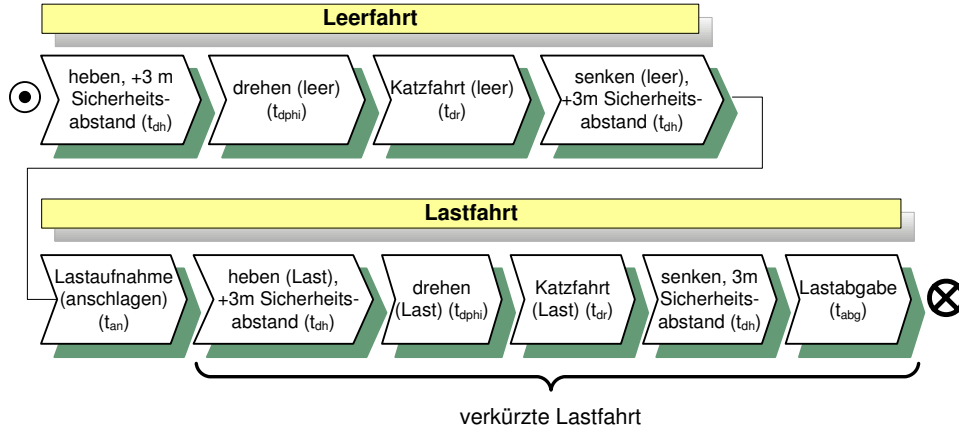 Leerfahrt
heben, +3 m
Sicherheits-
abstand (tdh)
drehen (leer)
(tdphi)
Katzfahrt (leer)
(tdr)
senken (leer),
+3m Sicherheits-
abstand (tdh)
Lastfahrt
Lastaufnahme
(anschlagen)
(tan)
heben (Last),
+3m Sicherheits-
abstand (tdh)
drehen
(Last) (tdphi)
Katzfahrt
(Last) (tdr)
senken, 3m
Sicherheits-
abstand (tdh)
Lastabgabe
(tabg)
verkürzte Lastfahrt